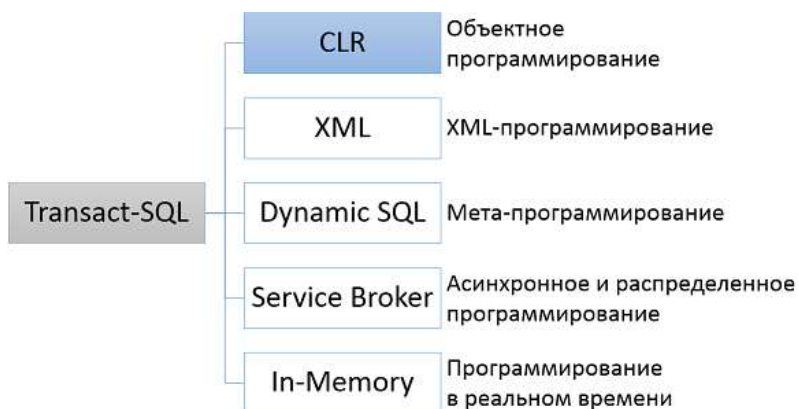 Transact-SQL
CLR
Объектное
программирование
XML
XML-программирование
Dynamic SQL
Мета-программирование
Service Broker
Асинхронное и распределенное
программирование
In-Memory
Программирование
в реальном времени